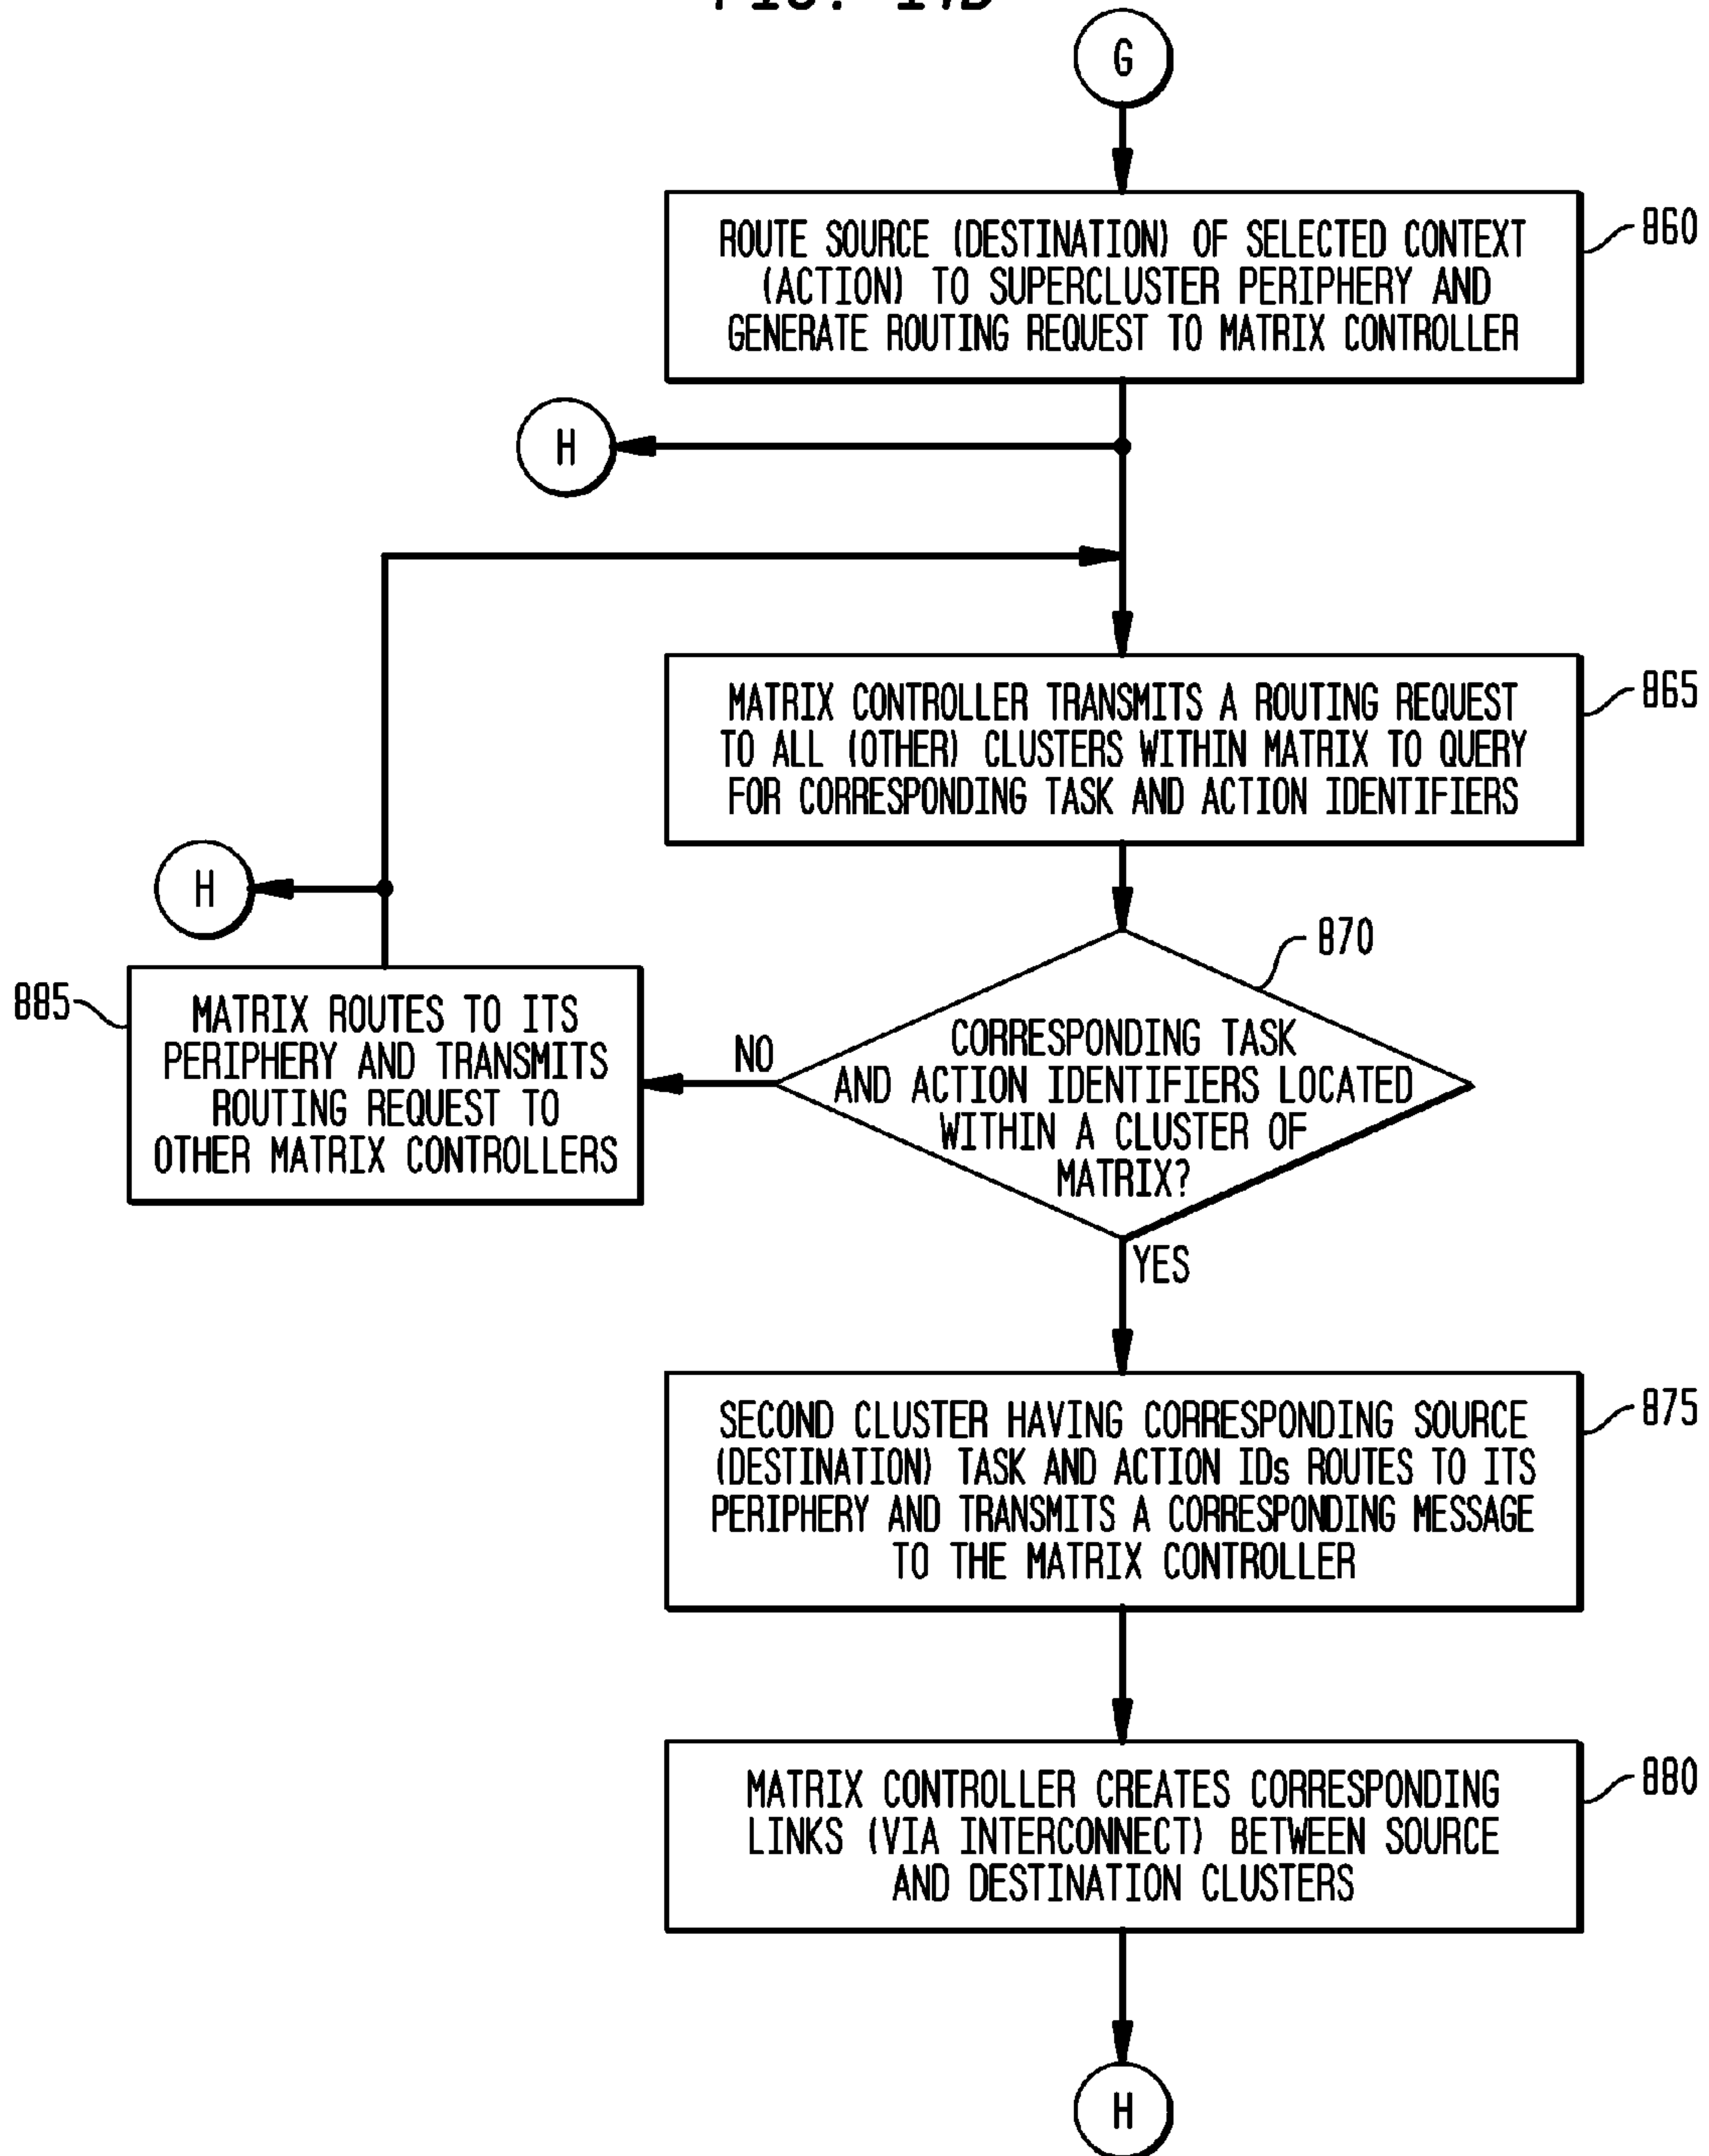 G
ROUTE SOURCE (DESTINATION) OF SELECTED CONTEXT
(ACTION) TO SUPERCLUSTER PERIPHERY AND
GENERATE ROUTING REQUEST TO MATRIX CONTROLLER
860
H
MATRIX CONTROLLER TRANSMITS A ROUTING REQUEST
TO ALL (OTHER) CLUSTERS WITHIN MATRIX TO QUERY
FOR CORRESPONDING TASK AND ACTION IDENTIFIERS
865
H
870
CORRESPONDING TASK
AND ACTION IDENTIFIERS LOCATED
WITHIN A CLUSTER OF
MATRIX?
NO
885
MATRIX ROUTES TO ITS
PERIPHERY AND TRANSMITS
ROUTING REQUEST TO
OTHER MATRIX CONTROLLERS
YES
SECOND CLUSTER HAVING CORRESPONDING SOURCE
(DESTINATION) TASK AND ACTION IDs ROUTES TO ITS
PERIPHERY AND TRANSMITS A CORRESPONDING MESSAGE
TO THE MATRIX CONTROLLER
875
MATRIX CONTROLLER CREATES CORRESPONDING
LINKS (VIA INTERCONNECT) BETWEEN SOURCE
AND DESTINATION CLUSTERS
880
H